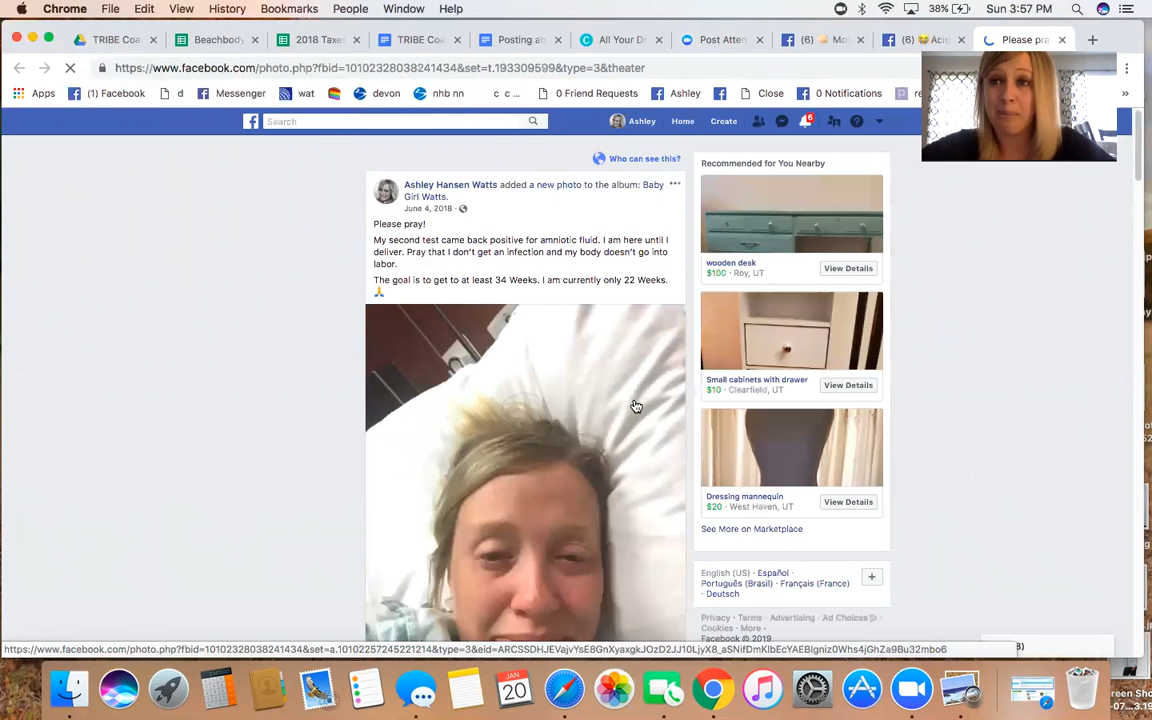 Chrome File Edit View History Bookmarks People Window Help 38% Sun 3:57 PM
TRIBE Coa Beachbody 2018 Taxes TRIBE Coa Posting ab All Your D Post Atten (6) Mo (6) Aciu Please pra
https://www.facebook.com/photo.php?fbid=10102328038241434&set=t.193309599&type=3&theater
Apps (1) Facebook d Messenger wat devon nhb nn c c ... 0 Friend Requests Ashley Close 0 Notifications re »
Search Ashley Home Create 6
Who can see this?
Ashley Hansen Watts added a new photo to the album: Baby
Girl Watts.
June 4, 2018 ·
Please pray!
My second test came back positive for amniotic fluid. I am here until I
deliver. Pray that I don't get an infection and my body doesn't go into
labor.
The goal is to get to at least 34 Weeks. I am currently only 22 Weeks.
🙏
Recommended for You Nearby
wooden desk
$100 · Roy, UT
View Details
Small cabinets with drawer
$10 · Clearfield, UT
View Details
Dressing mannequin
$20 · West Haven, UT
View Details
See More on Marketplace
English (US) · Español ·
Português (Brasil) · Français (France)
· Deutsch
Privacy · Terms · Advertising · Ad Choices
Cookies · More
Facebook © 2019
JAN
20